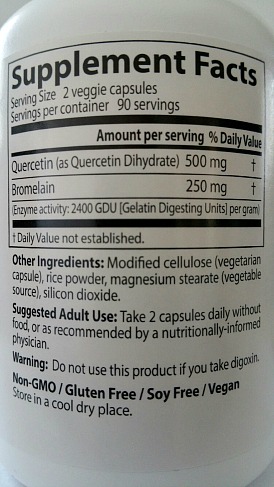 Supplement Facts
Serving Size 2 veggie capsules
Servings per container 90 servings
Amount per serving % Daily Value
Quercetin (as Quercetin Dihydrate) 500 mg †
Bromelain 250 mg †
(Enzyme activity: 2400 GDU [Gelatin Digesting Units] per gram)
† Daily Value not established.
Other Ingredients: Modified cellulose (vegetarian
capsule), rice powder, magnesium stearate (vegetable
source), silicon dioxide.
Suggested Adult Use: Take 2 capsules daily without
food, or as recommended by a nutritionally-informed
physician.
Warning: Do not use this product if you take digoxin.
Non-GMO / Gluten Free / Soy Free / Vegan
Store in a cool dry place.